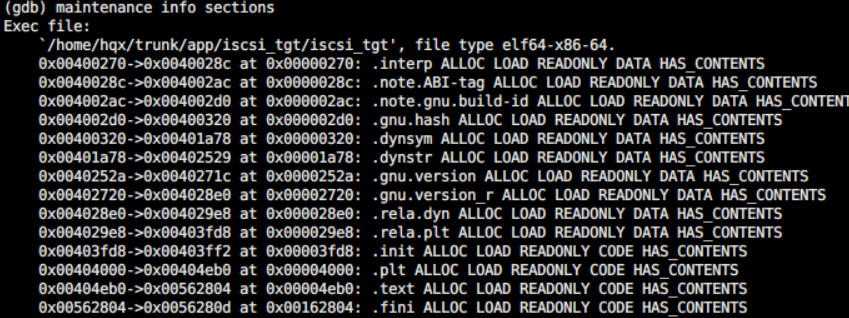 (gdb) maintenance info sections
Exec file:
`/home/hqx/trunk/app/iscsi_tgt/iscsi_tgt', file type elf64-x86-64.
0x00400270->0x0040028c at 0x00000270: .interp ALLOC LOAD READONLY DATA HAS_CONTENTS
0x0040028c->0x004002ac at 0x0000028c: .note.ABI-tag ALLOC LOAD READONLY DATA HAS_CONTENTS
0x004002ac->0x004002d0 at 0x000002ac: .note.gnu.build-id ALLOC LOAD READONLY DATA HAS_CONTENT
0x004002d0->0x00400320 at 0x000002d0: .gnu.hash ALLOC LOAD READONLY DATA HAS_CONTENTS
0x00400320->0x00401a78 at 0x00000320: .dynsym ALLOC LOAD READONLY DATA HAS_CONTENTS
0x00401a78->0x00402529 at 0x00001a78: .dynstr ALLOC LOAD READONLY DATA HAS_CONTENTS
0x0040252a->0x0040271c at 0x0000252a: .gnu.version ALLOC LOAD READONLY DATA HAS_CONTENTS
0x00402720->0x004028e0 at 0x00002720: .gnu.version_r ALLOC LOAD READONLY DATA HAS_CONTENTS
0x004028e0->0x004029e8 at 0x000028e0: .rela.dyn ALLOC LOAD READONLY DATA HAS_CONTENTS
0x004029e8->0x00403fd8 at 0x000029e8: .rela.plt ALLOC LOAD READONLY DATA HAS_CONTENTS
0x00403fd8->0x00403ff2 at 0x00003fd8: .init ALLOC LOAD READONLY CODE HAS_CONTENTS
0x00404000->0x00404eb0 at 0x00004000: .plt ALLOC LOAD READONLY CODE HAS_CONTENTS
0x00404eb0->0x00562804 at 0x00004eb0: .text ALLOC LOAD READONLY CODE HAS_CONTENTS
0x00562804->0x0056280d at 0x00162804: .fini ALLOC LOAD READONLY CODE HAS_CONTENTS